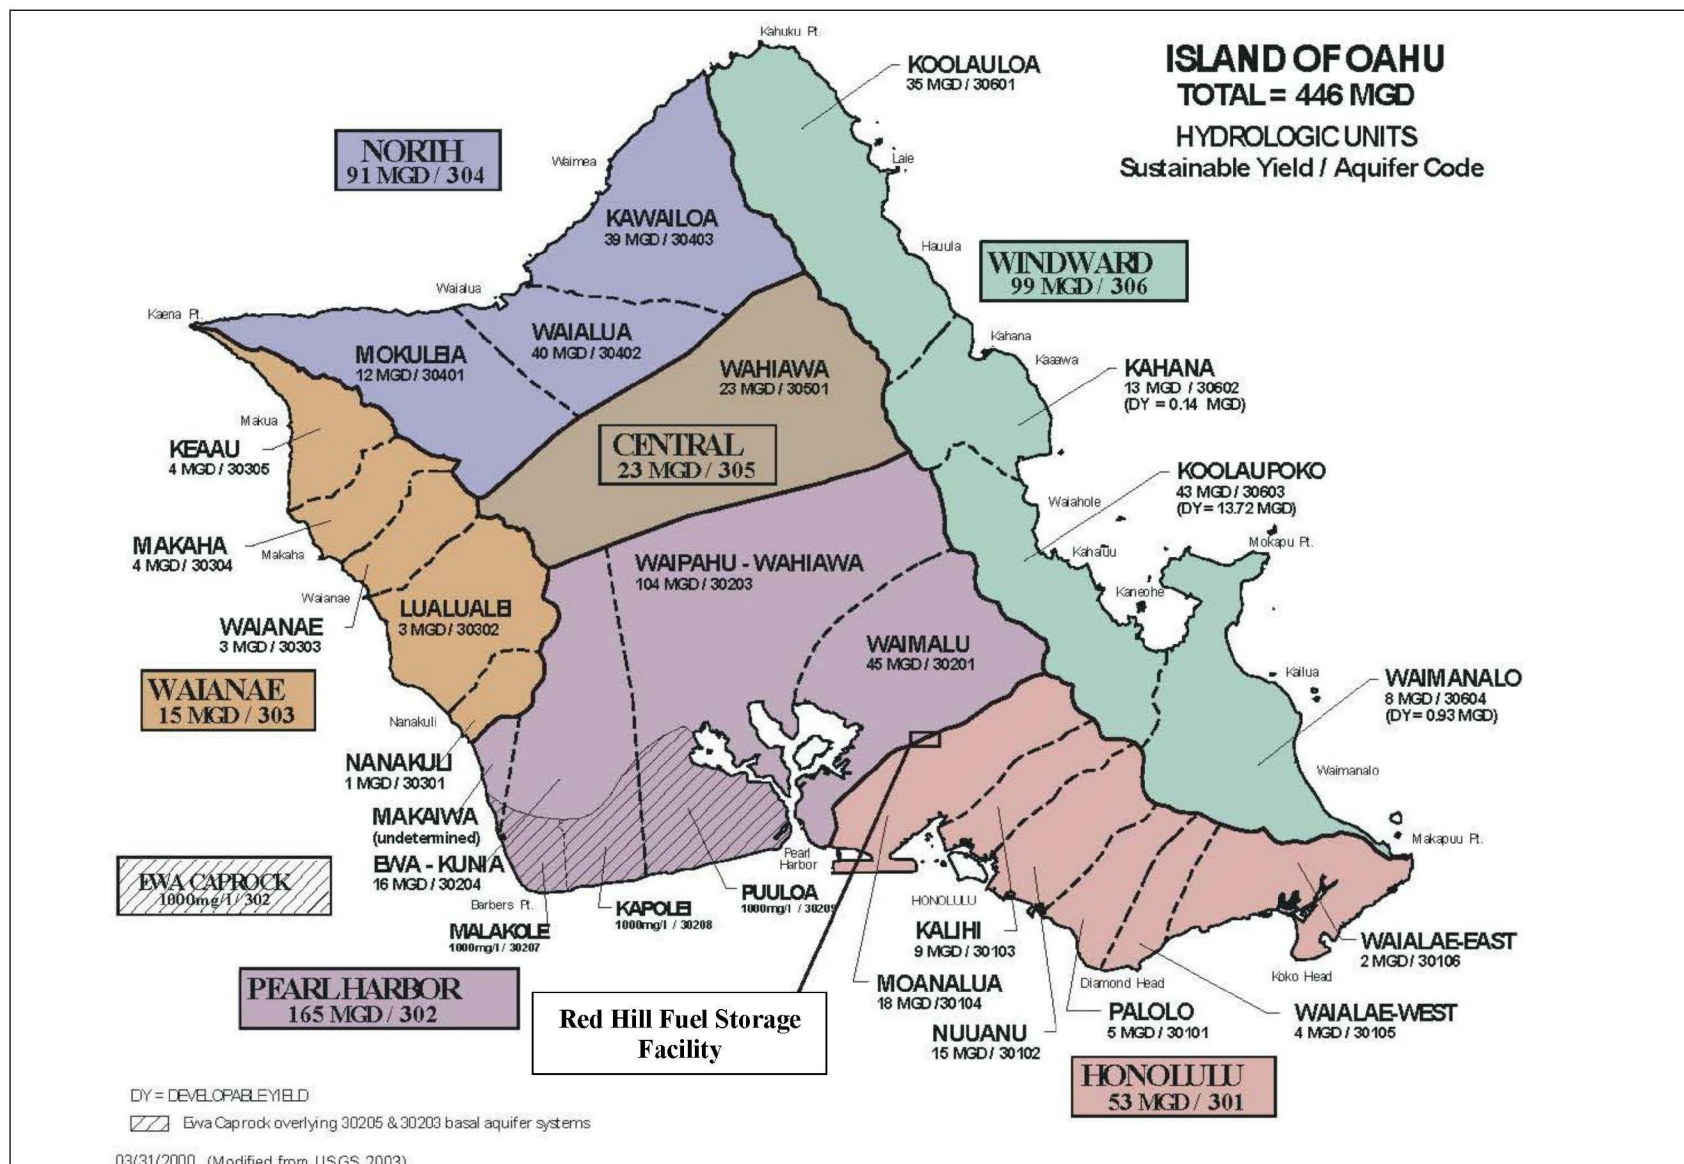 ISLAND OF OAHU
TOTAL = 446 MGD
HYDROLOGIC UNITS
Sustainable Yield / Aquifer Code
Kahuku Pt.
KOOLAULOA
35 MGD / 30601
NORTH
91 MGD / 304
Waimea
Laie
KAWAILOA
39 MGD / 30403
Hauula
WINDWARD
99 MGD / 306
Waialua
Kaena Pt.
WAIALUA
40 MGD / 30402
MOKULEIA
12 MGD / 30401
Kahana
Kaaawa
WAHIAWA
23 MGD / 30501
KAHANA
13 MGD / 30602
(DY = 0.14 MGD)
Makua
KEAAU
4 MGD / 30305
CENTRAL
23 MGD / 305
KOOLAUPOKO
43 MGD / 30603
(DY= 13.72 MGD)
Waiahole
MAKAHA
4 MGD / 30304
Makaha
Kahaluu
Mokapu Pt.
WAIPAHU - WAHIAWA
104 MGD / 30203
Waianae
Kaneohe
LUALUALEI
3 MGD / 30302
WAIANAE
3 MGD / 30303
WAIMALU
45 MGD / 30201
Kailua
WAIMANALO
8 MGD / 30604
(DY= 0.93 MGD)
WAIANAE
15 MGD / 303
Nanakuli
NANAKULI
1 MGD / 30301
Waimanalo
MAKAIWA
(undetermined)
Makapuu Pt.
EWA - KUNIA
16 MGD / 30204
Pearl
Harbor
EWA CAPROCK
1000mg/l / 302
Barbers Pt.
MALAKOLE
1000mg/l / 30207
KAPOLEI
1000mg/l / 30208
PUULOA
1000mg/l / 30209
HONOLULU
KALIHI
9 MGD / 30103
WAIALAE-EAST
2 MGD / 30106
Koko Head
Diamond Head
MOANALUA
18 MGD /30104
PEARL HARBOR
165 MGD / 302
Red Hill Fuel Storage
Facility
NUUANU
15 MGD / 30102
PALOLO
5 MGD / 30101
WAIALAE-WEST
4 MGD / 30105
HONOLULU
53 MGD / 301
DY = DEVELOPABLE YIELD
Ewa Caprock overlying 30205 & 30203 basal aquifer systems
03/31/2000 (Modified from USGS 2003)